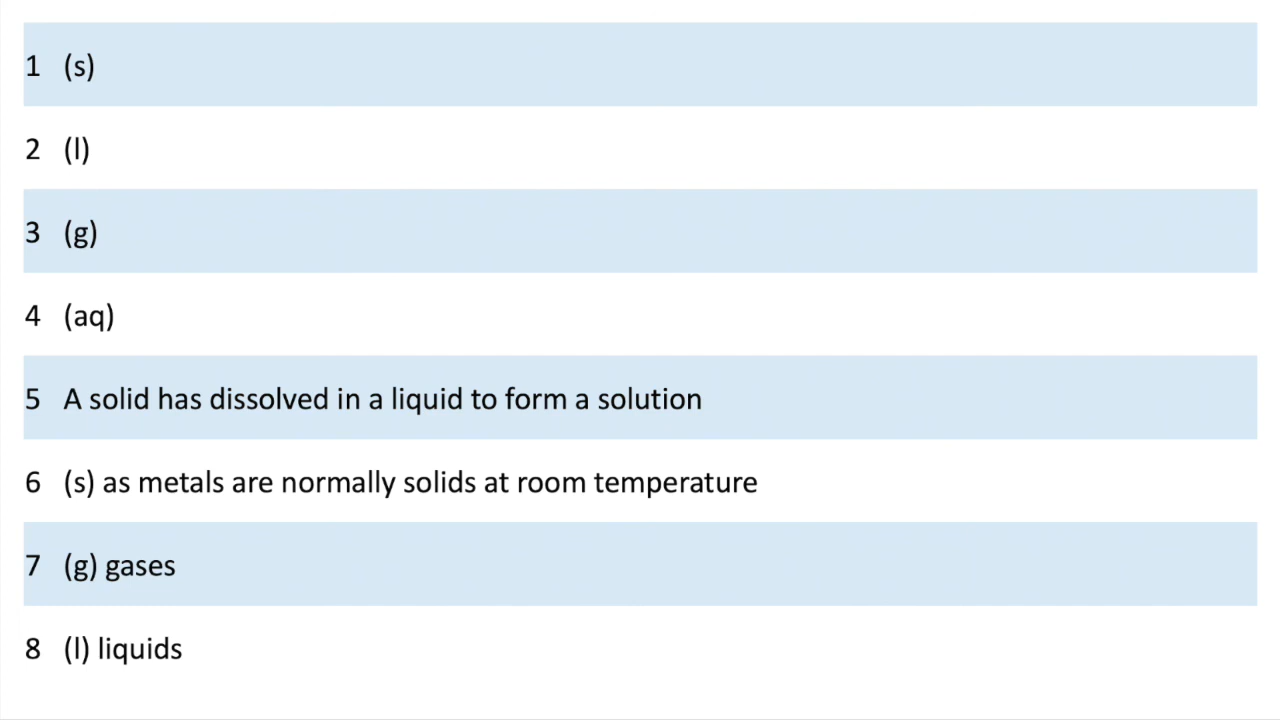 1 (s)
2 (l)
3 (g)
4 (aq)
5 A solid has dissolved in a liquid to form a solution
6 (s) as metals are normally solids at room temperature
7 (g) gases
8 (l) liquids